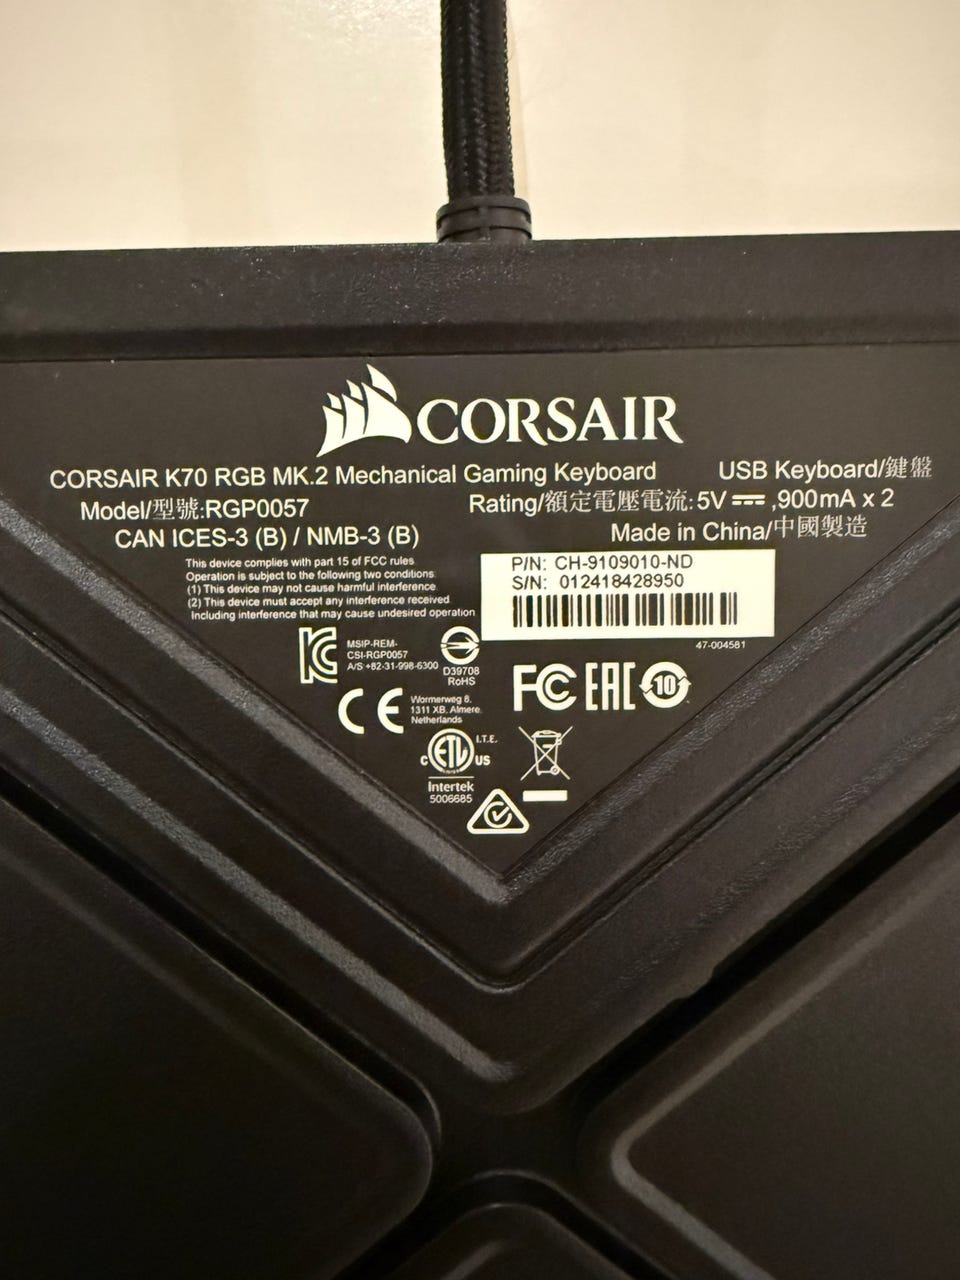 CORSAIR
CORSAIR K70 RGB MK.2 Mechanical Gaming Keyboard USB Keyboard/鍵盤
Model/型號:RGP0057 Rating/額定電壓電流: 5V ⎓ ,900mA x 2
CAN ICES-3 (B) / NMB-3 (B) Made in China/中國製造
This device complies with part 15 of FCC rules
Operation is subject to the following two conditions:
(1) This device may not cause harmful interference.
(2) This device must accept any interference received
Including interference that may cause undesired operation
P/N: CH-9109010-ND
S/N: 012418428950
47-004581
MSIP-REM-
CSI-RGP0057
A/S +82-31-998-6300
D39708
RoHS
FC EAC 10
CE
Wormerweg 8,
1311 XB, Almere.
Netherlands
c ETL US
I.T.E.
Intertek
5006685